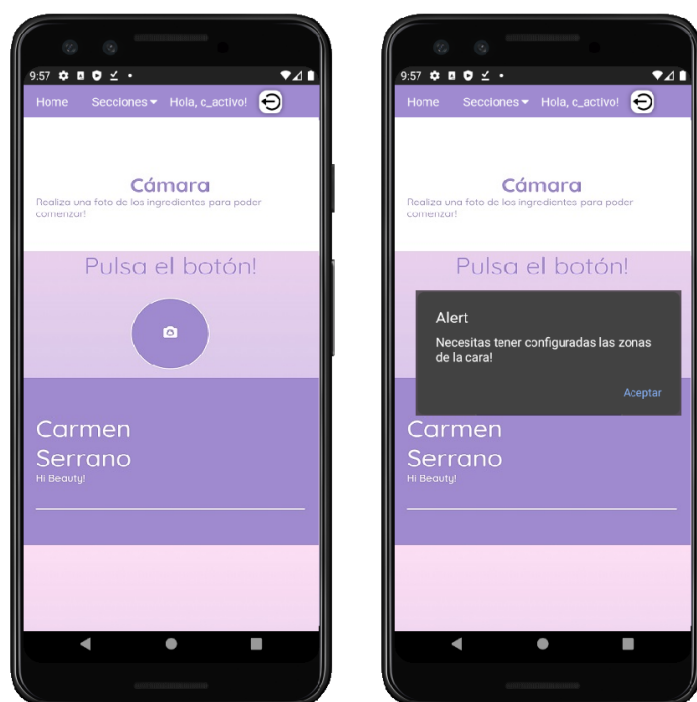 9:57
Home Secciones Hola, c_activo!
Cámara
Realiza una foto de los ingredientes para poder
comenzar!
Pulsa el botón!
Carmen
Serrano
Hi Beauty!
9:57
Home Secciones Hola, c_activo!
Cámara
Realiza una foto de los ingredientes para poder
comenzar!
Pulsa el botón!
Alert
Necesitas tener configuradas las zonas
de la cara!
Aceptar
Carmen
Serrano
Hi Beauty!